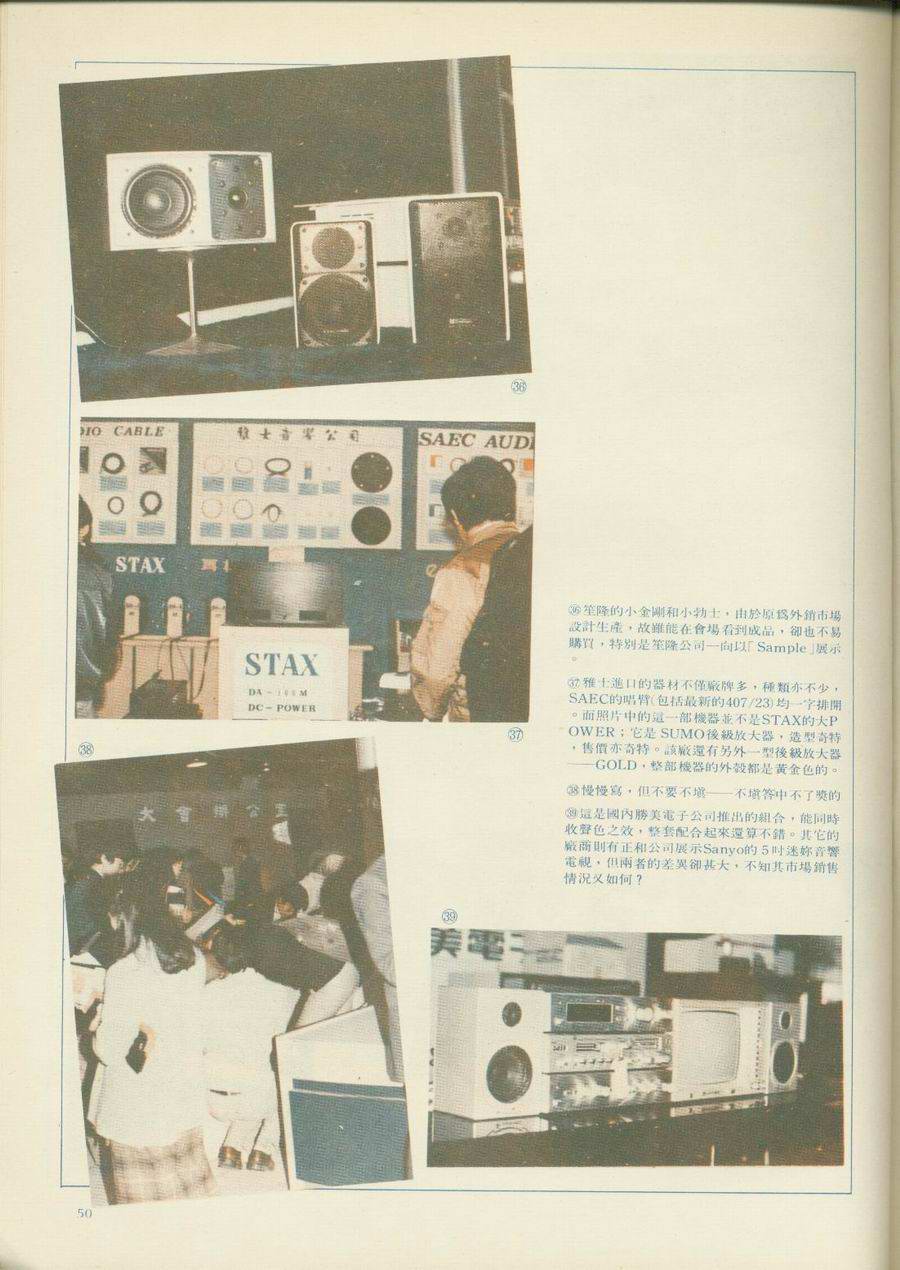 ㊱
DIO CABLE
雅士音響公司
SAEC AUDI
STAX
STAX
DA-100M
DC-POWER
㊲
㊱笙隆的小金剛和小勃士，由於原爲外銷市場
設計生產，故雖能在會場看到成品，卻也不易
購買，特別是笙隆公司一向以「Sample」展示
。
㊲雅士進口的器材不僅廠牌多，種類亦不少，
SAEC的唱臂（包括最新的407/23）均一字排開
。而照片中的這一部機器並不是STAX的大P
OWER；它是SUMO後級放大器，造型奇特
，售價亦奇特。該廠還有另外一型後級放大器
——GOLD，整部機器的外殼都是黃金色的。
㊳慢慢寫，但不要不塡——不塡答中不了獎的
㊴這是國內勝美電子公司推出的組合，能同時
收聲色之效，整套配合起來還算不錯。其它的
廠商則有正和公司展示Sanyo的5吋迷妳音響
電視，但兩者的差異卻甚大，不知其市場銷售
情況又如何？
㊳
大會辦公室
㊴
美電子
50